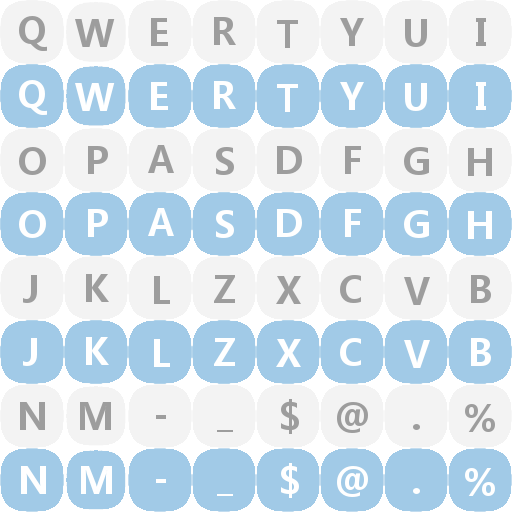 Q W E R T Y U I
Q W E R T Y U I
O P A S D F G H
O P A S D F G H
J K L Z X C V B
J K L Z X C V B
N M - _ $ @ . %
N M - _ $ @ . %